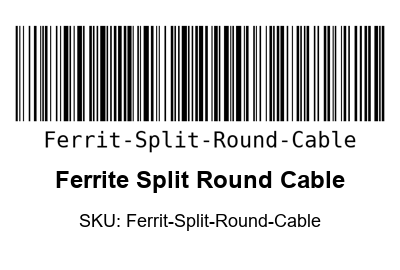 Ferrit-Split-Round-Cable
Ferrite Split Round Cable
SKU: Ferrit-Split-Round-Cable